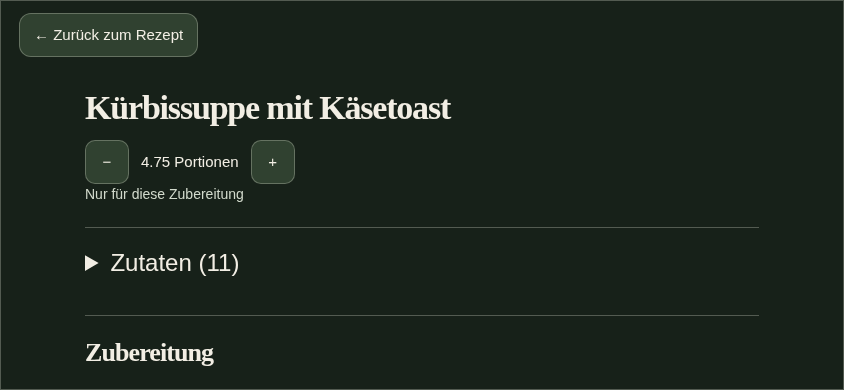 ← Zurück zum Rezept
Kürbissuppe mit Käsetoast
− 4.75 Portionen +
Nur für diese Zubereitung
▶ Zutaten (11)
Zubereitung